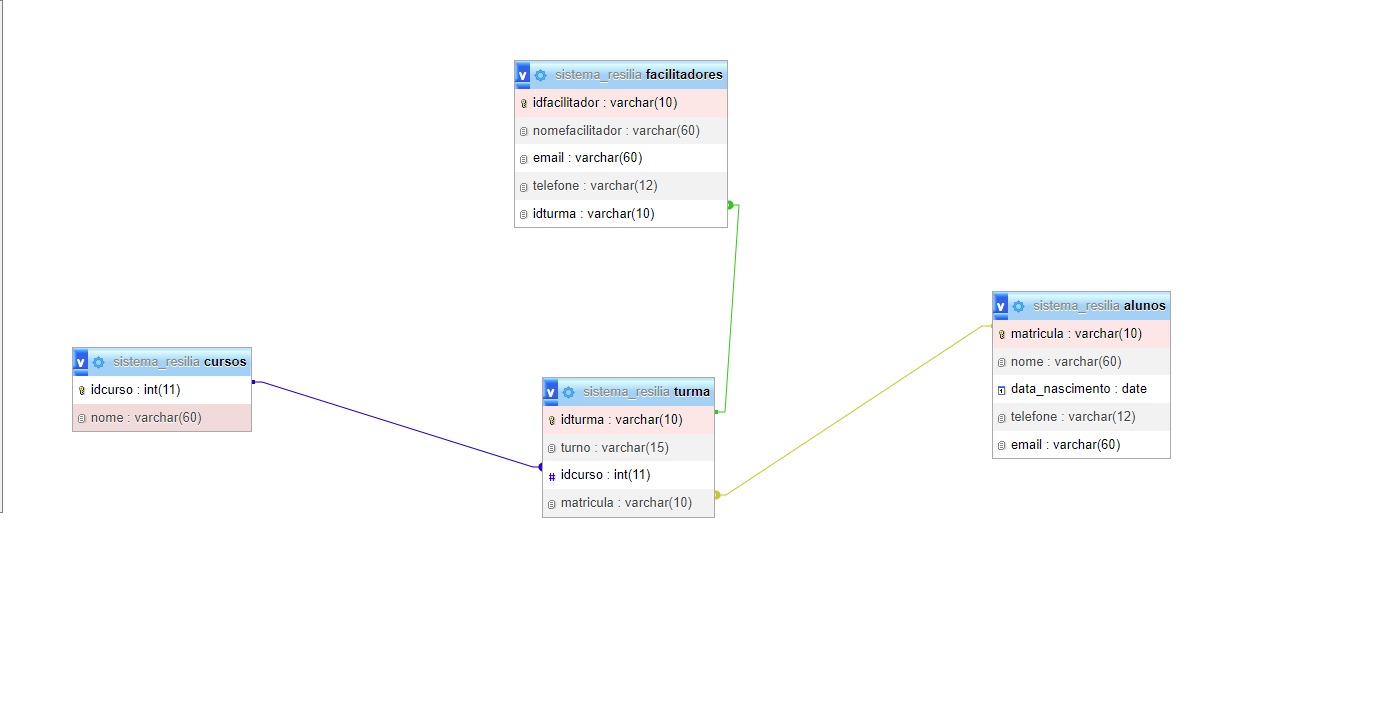 v sistema_resilia facilitadores
idfacilitador : varchar(10)
nomefacilitador : varchar(60)
email : varchar(60)
telefone : varchar(12)
idturma : varchar(10)
v sistema_resilia alunos
matricula : varchar(10)
nome : varchar(60)
data_nascimento : date
telefone : varchar(12)
email : varchar(60)
v sistema_resilia cursos
idcurso : int(11)
nome : varchar(60)
v sistema_resilia turma
idturma : varchar(10)
turno : varchar(15)
# idcurso : int(11)
matricula : varchar(10)